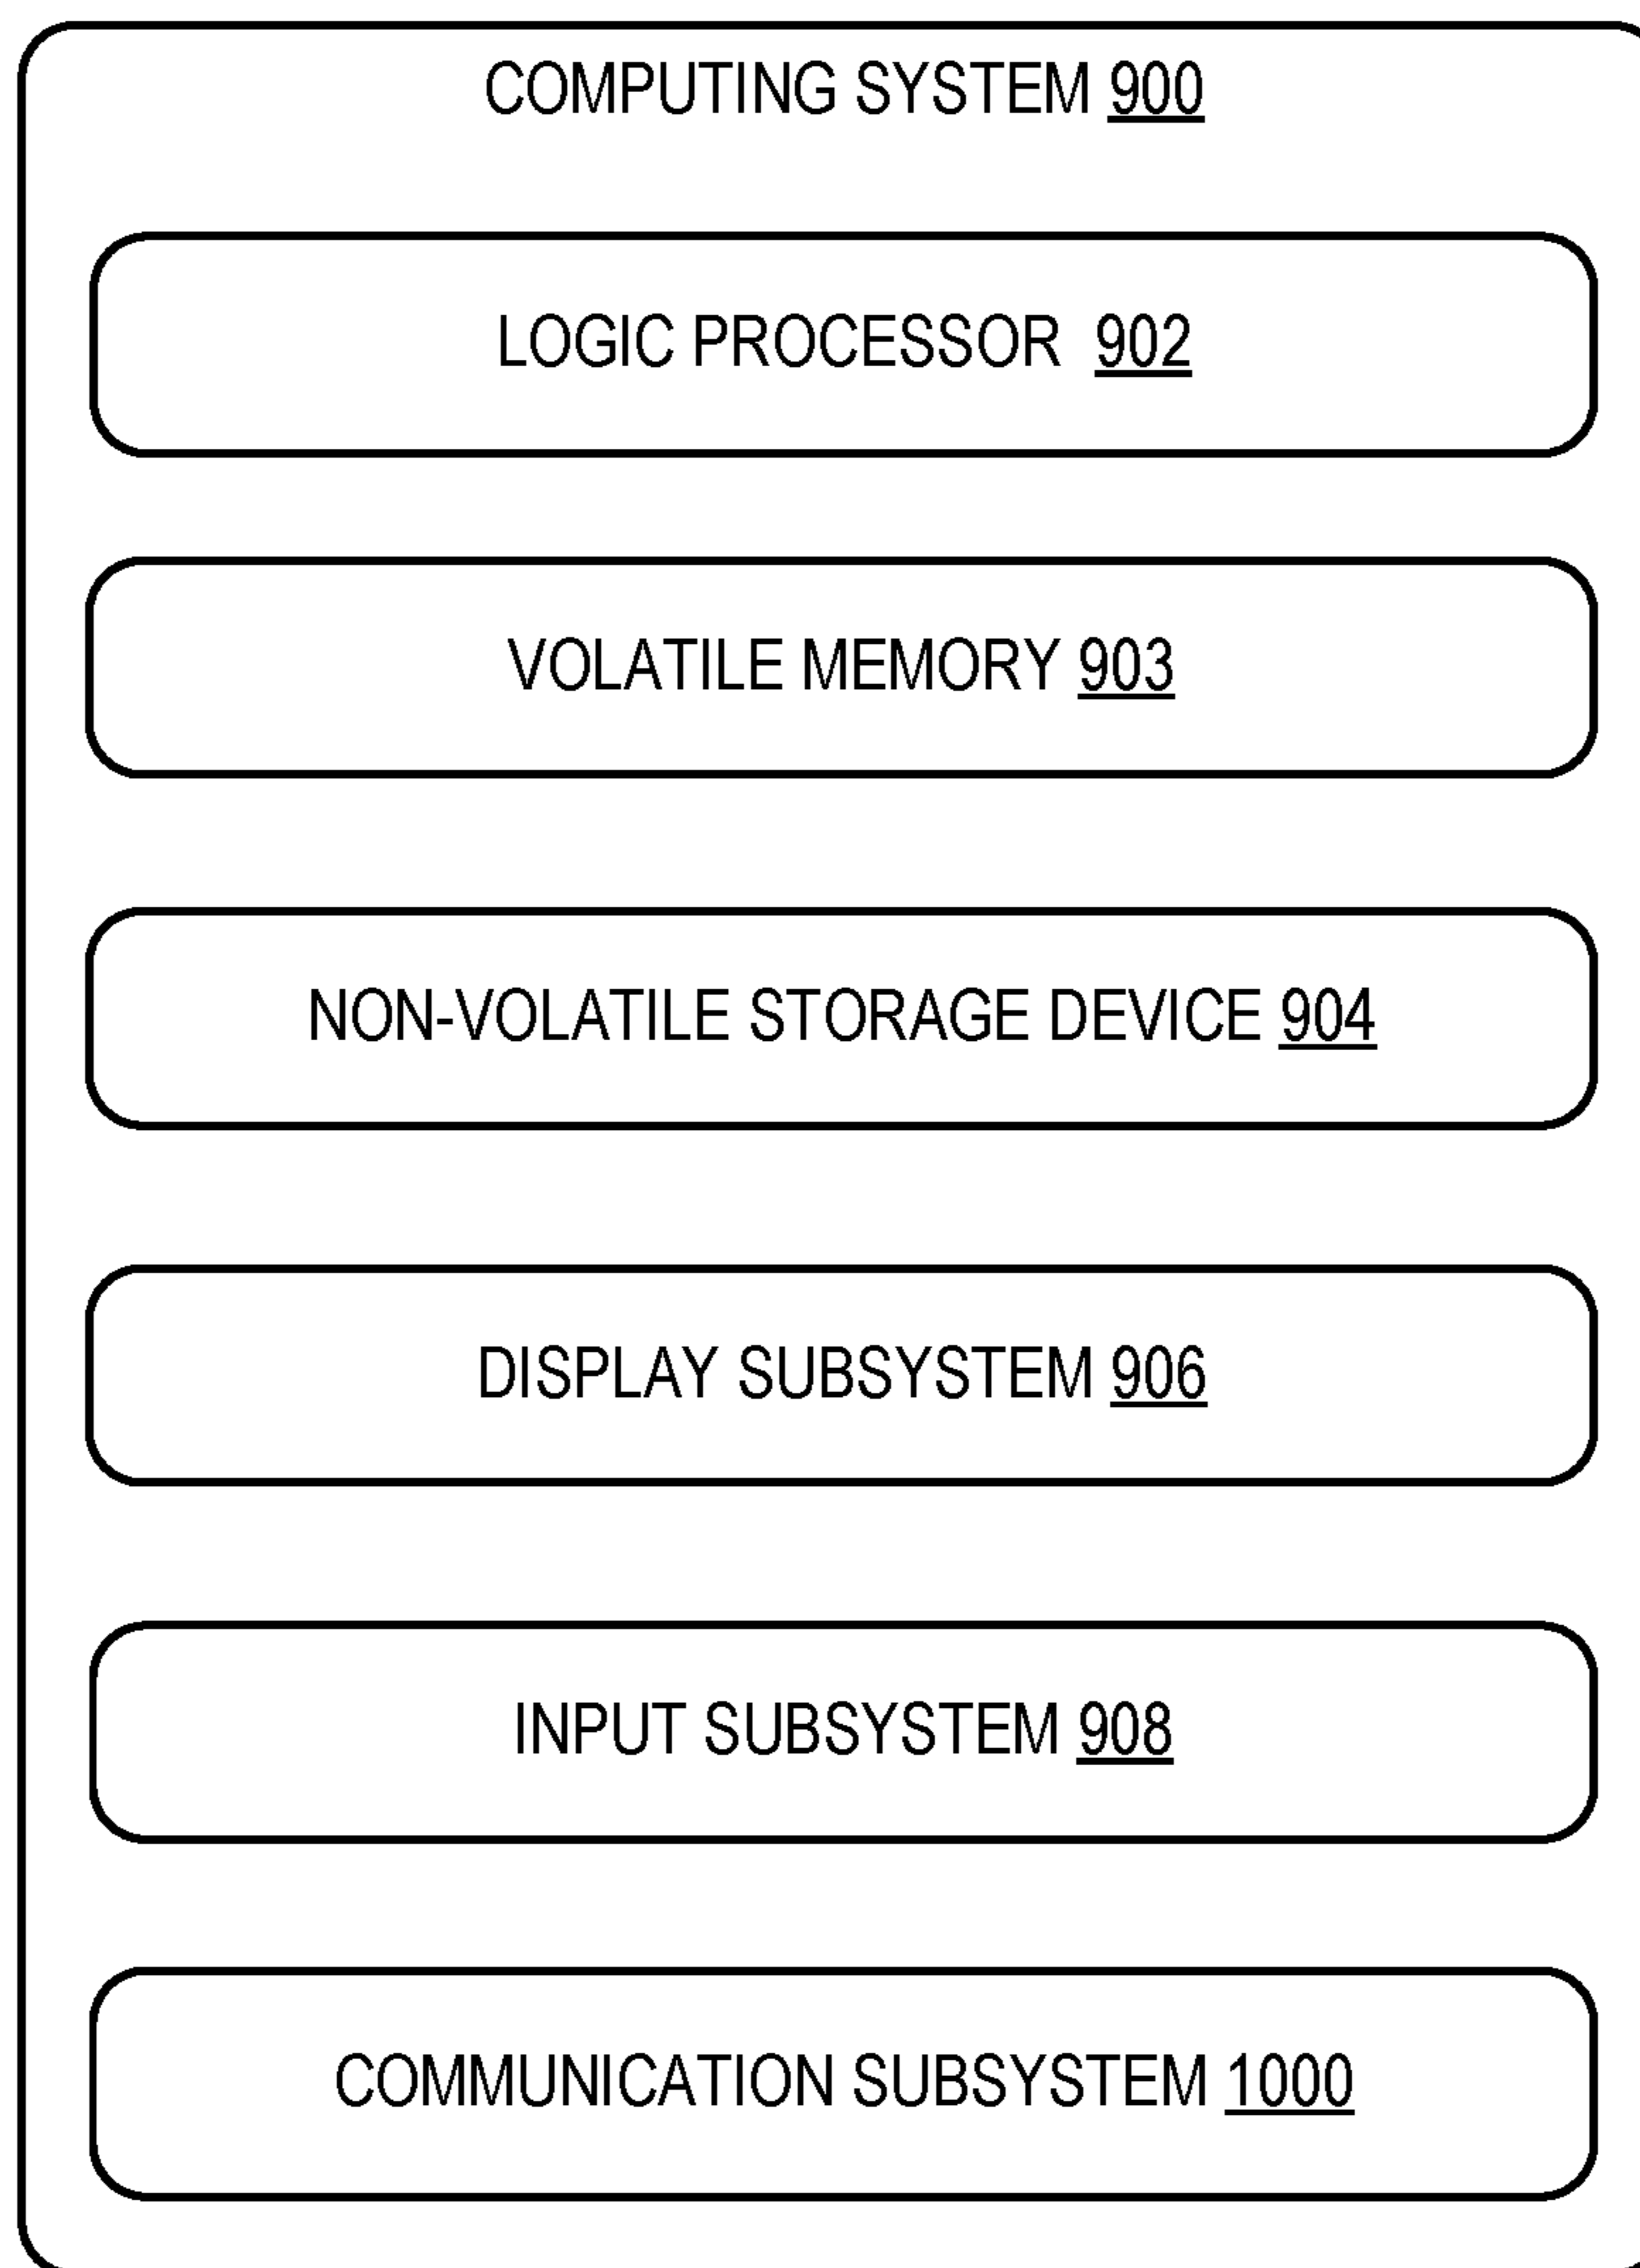 COMPUTING SYSTEM 900
LOGIC PROCESSOR 902
VOLATILE MEMORY 903
NON-VOLATILE STORAGE DEVICE 904
DISPLAY SUBSYSTEM 906
INPUT SUBSYSTEM 908
COMMUNICATION SUBSYSTEM 1000